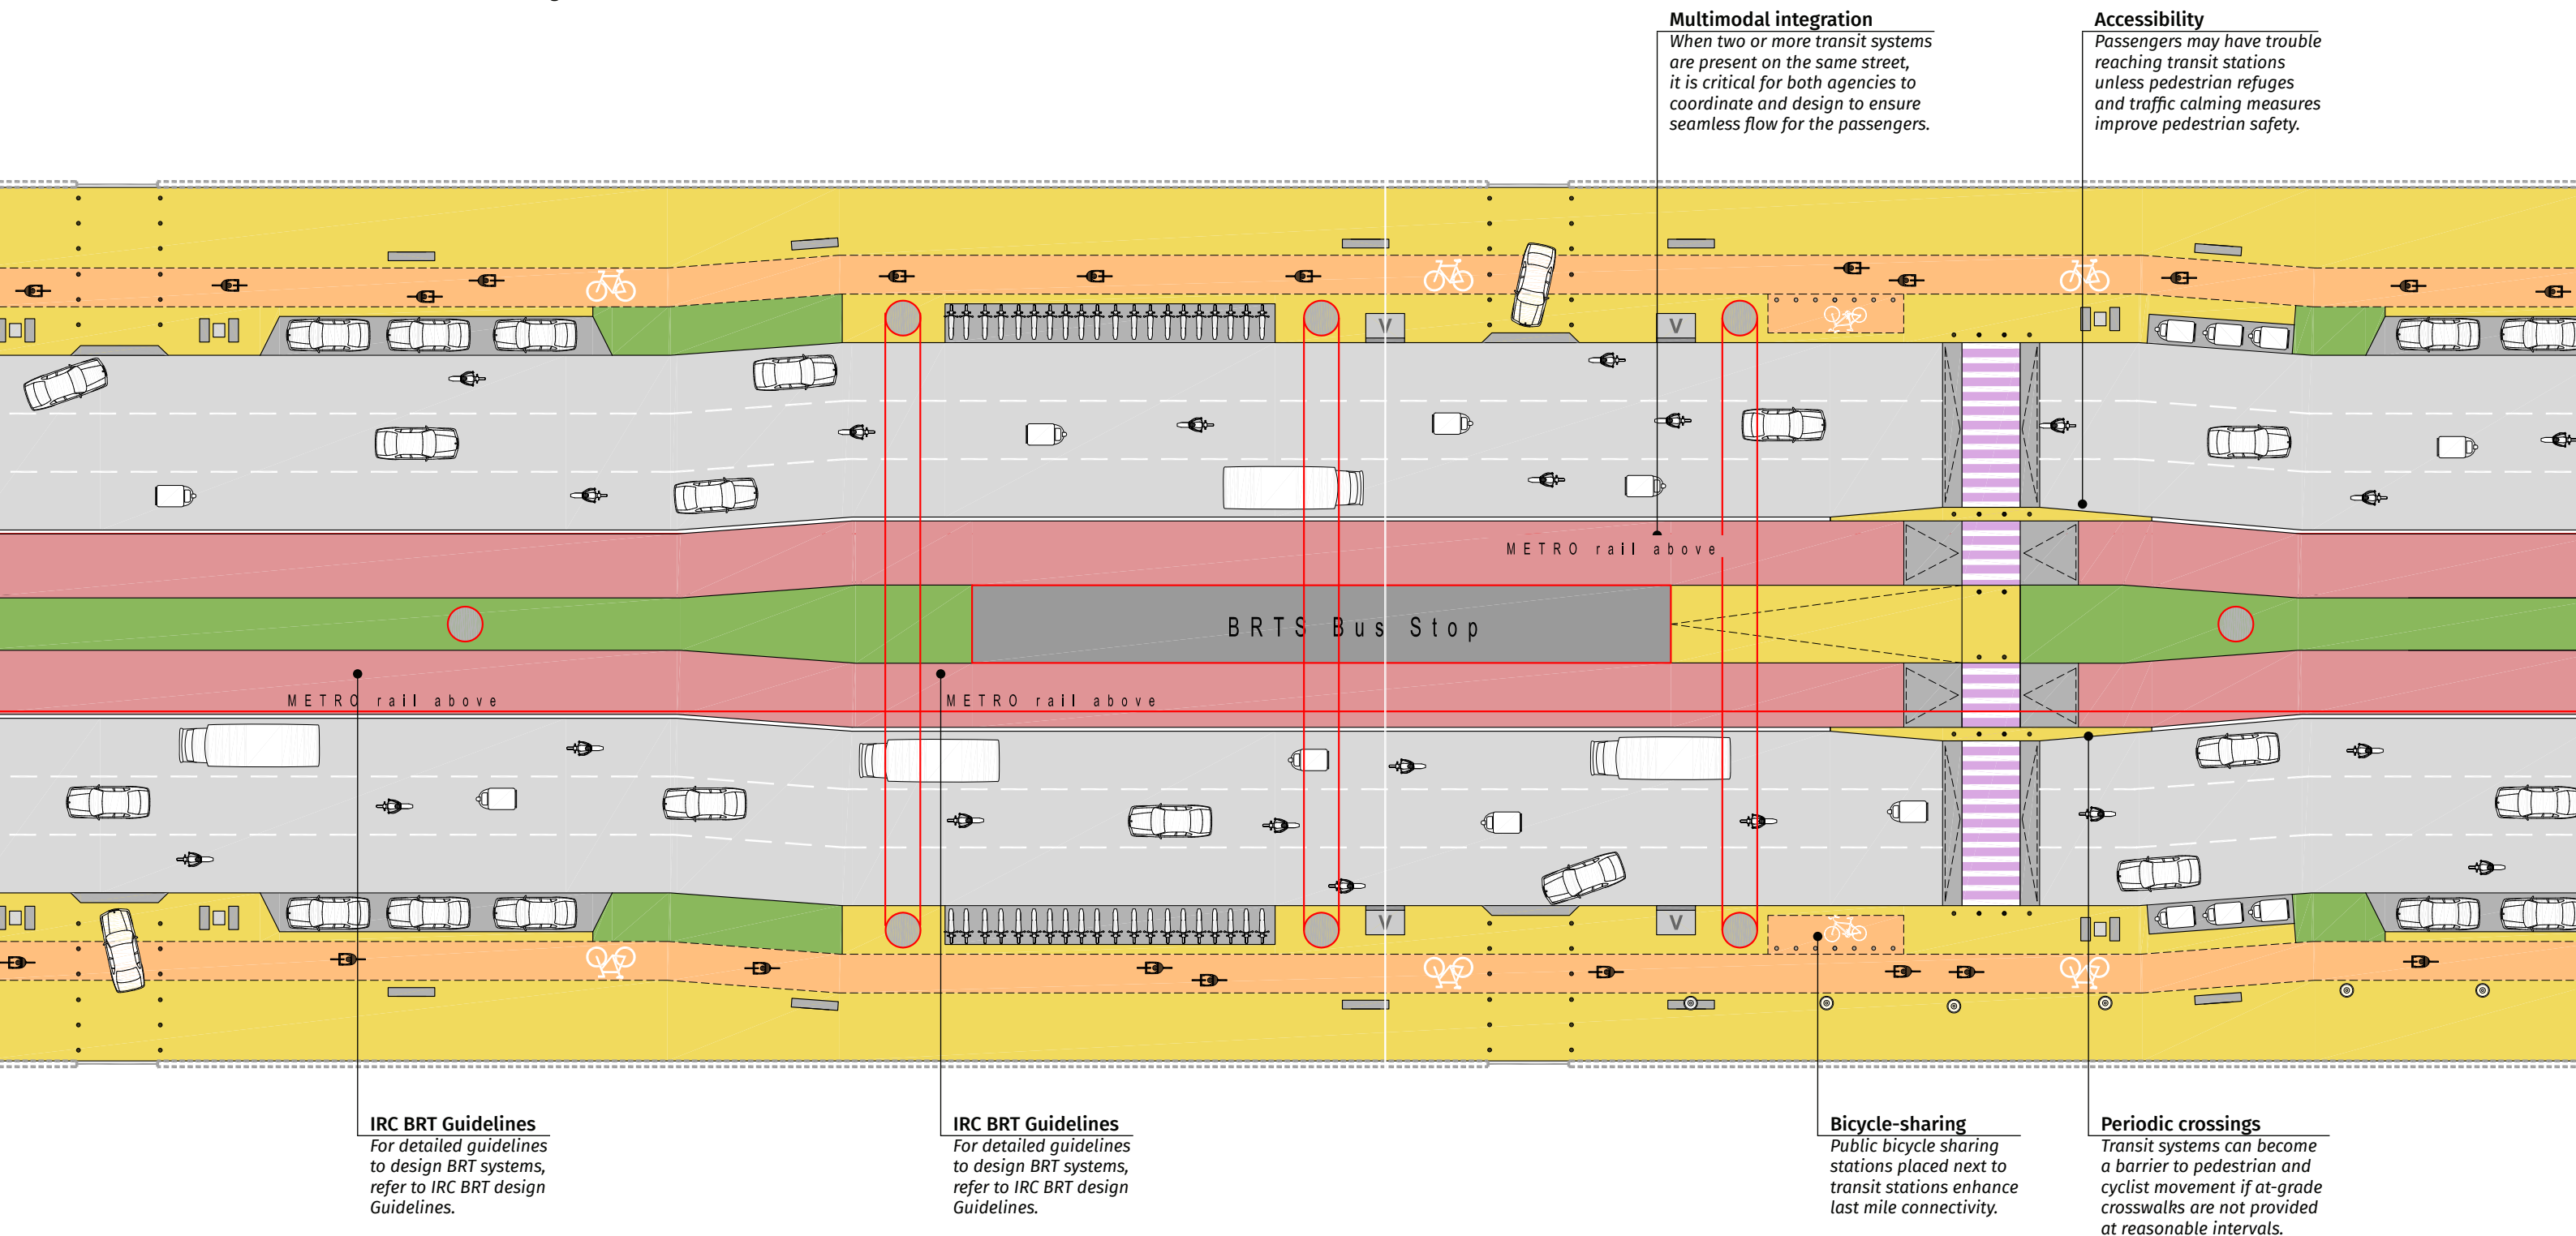 Multimodal integration
When two or more transit systems
are present on the same street,
it is critical for both agencies to
coordinate and design to ensure
seamless flow for the passengers.
Accessibility
Passengers may have trouble
reaching transit stations
unless pedestrian refuges
and traffic calming measures
improve pedestrian safety.
V
V
METRO rail above
BRTS Bus Stop
METRO rail above
METRO rail above
V
V
IRC BRT Guidelines
For detailed guidelines
to design BRT systems,
refer to IRC BRT design
Guidelines.
IRC BRT Guidelines
For detailed guidelines
to design BRT systems,
refer to IRC BRT design
Guidelines.
Bicycle-sharing
Public bicycle sharing
stations placed next to
transit stations enhance
last mile connectivity.
Periodic crossings
Transit systems can become
a barrier to pedestrian and
cyclist movement if at-grade
crosswalks are not provided
at reasonable intervals.